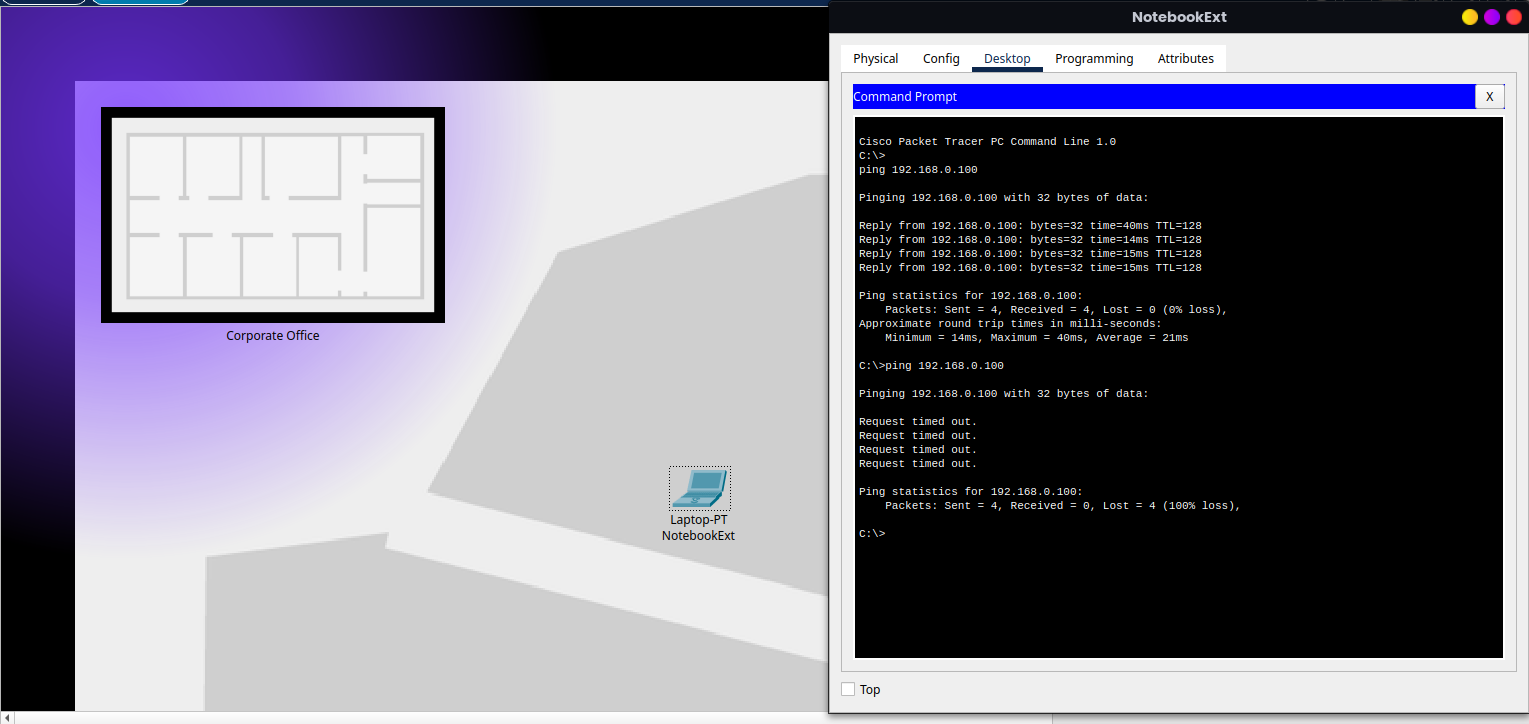 NotebookExt
Physical Config Desktop Programming Attributes
Command Prompt X
Cisco Packet Tracer PC Command Line 1.0
C:\>
ping 192.168.0.100
Pinging 192.168.0.100 with 32 bytes of data:
Reply from 192.168.0.100: bytes=32 time=40ms TTL=128
Reply from 192.168.0.100: bytes=32 time=14ms TTL=128
Reply from 192.168.0.100: bytes=32 time=15ms TTL=128
Reply from 192.168.0.100: bytes=32 time=15ms TTL=128
Ping statistics for 192.168.0.100:
Packets: Sent = 4, Received = 4, Lost = 0 (0% loss),
Approximate round trip times in milli-seconds:
Minimum = 14ms, Maximum = 40ms, Average = 21ms
C:\>ping 192.168.0.100
Pinging 192.168.0.100 with 32 bytes of data:
Request timed out.
Request timed out.
Request timed out.
Request timed out.
Ping statistics for 192.168.0.100:
Packets: Sent = 4, Received = 0, Lost = 4 (100% loss),
C:\>
Top
Corporate Office
Laptop-PT
NotebookExt